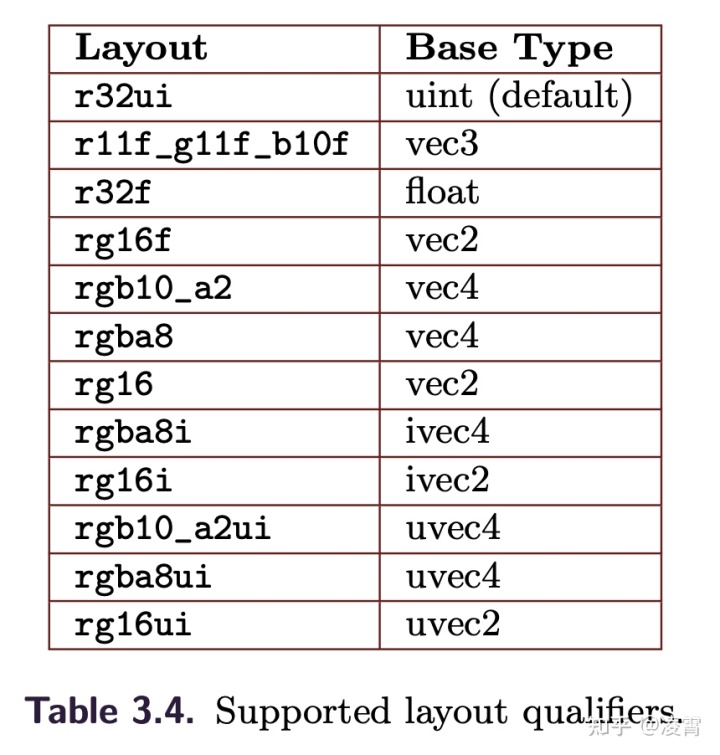 Layout Base Type
r32ui uint (default)
r11f_g11f_b10f vec3
r32f float
rg16f vec2
rgb10_a2 vec4
rgba8 vec4
rg16 vec2
rgba8i ivec4
rg16i ivec2
rgb10_a2ui uvec4
rgba8ui uvec4
rg16ui uvec2
Table 3.4. Supported layout qualifiers.
知乎 @凌霄